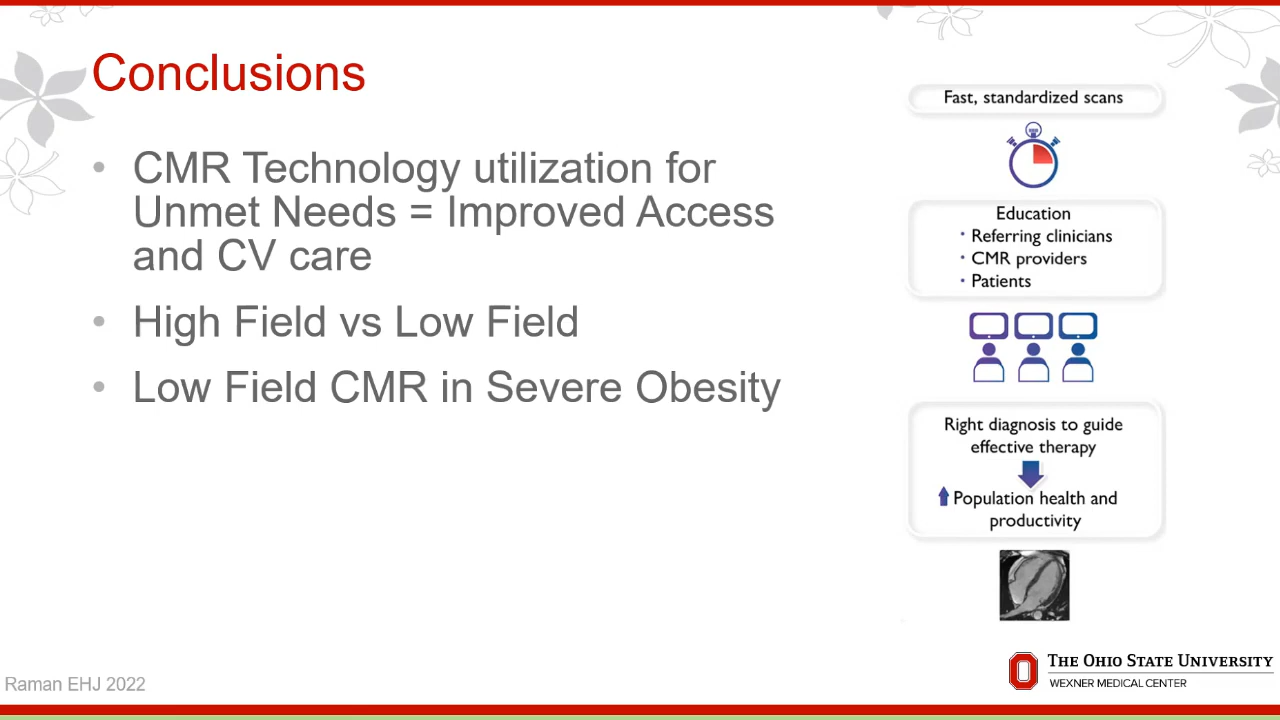 Conclusions
• CMR Technology utilization for
Unmet Needs = Improved Access
and CV care
• High Field vs Low Field
• Low Field CMR in Severe Obesity
Fast, standardized scans
Education
• Referring clinicians
• CMR providers
• Patients
Right diagnosis to guide
effective therapy
Population health and
productivity
Raman EHJ 2022
THE OHIO STATE UNIVERSITY
WEXNER MEDICAL CENTER